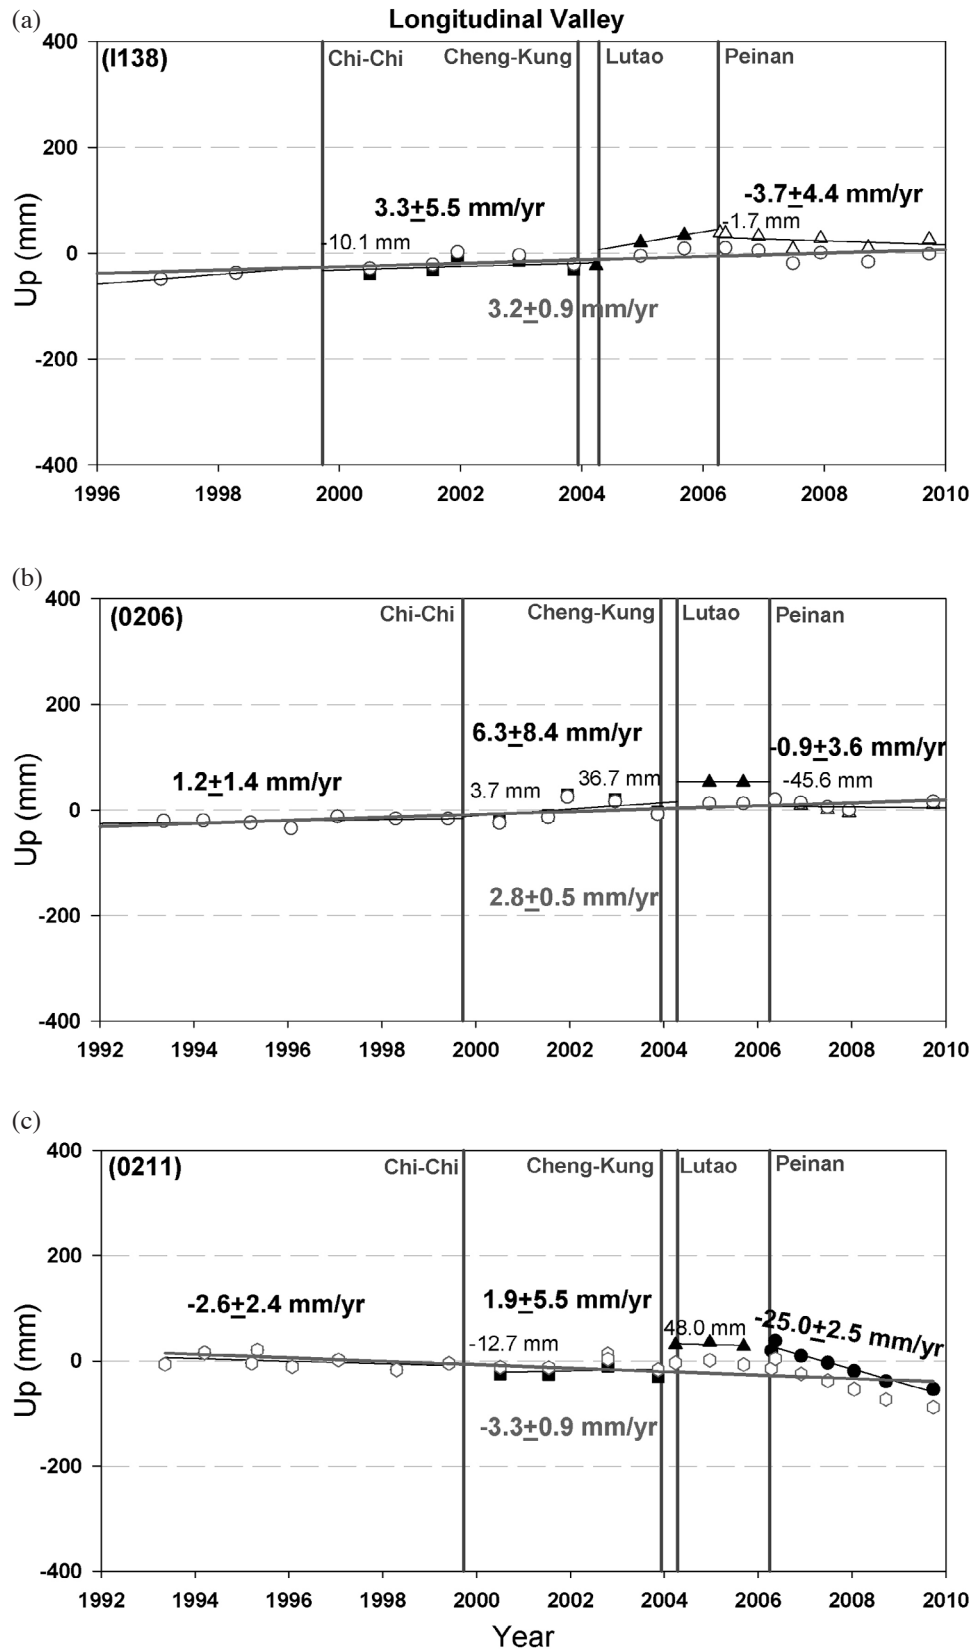 (a)
Longitudinal Valley
400
(I138)
Chi-Chi
Cheng-Kung
Lutao
Peinan
200
3.3±5.5 mm/yr
-3.7±4.4 mm/yr
-10.1 mm
-1.7 mm
0
Up (mm)
3.2±0.9 mm/yr
-200
-400
1996 1998 2000 2002 2004 2006 2008 2010
(b)
400
(0206)
Chi-Chi
Cheng-Kung
Lutao
Peinan
200
6.3±8.4 mm/yr
-0.9±3.6 mm/yr
1.2±1.4 mm/yr
3.7 mm
36.7 mm
-45.6 mm
0
Up (mm)
2.8±0.5 mm/yr
-200
-400
1992 1994 1996 1998 2000 2002 2004 2006 2008 2010
(c)
400
(0211)
Chi-Chi
Cheng-Kung
Lutao
Peinan
200
-2.6±2.4 mm/yr
1.9±5.5 mm/yr
-25.0±2.5 mm/yr
-12.7 mm
48.0 mm
0
Up (mm)
-3.3±0.9 mm/yr
-200
-400
1992 1994 1996 1998 2000 2002 2004 2006 2008 2010
Year